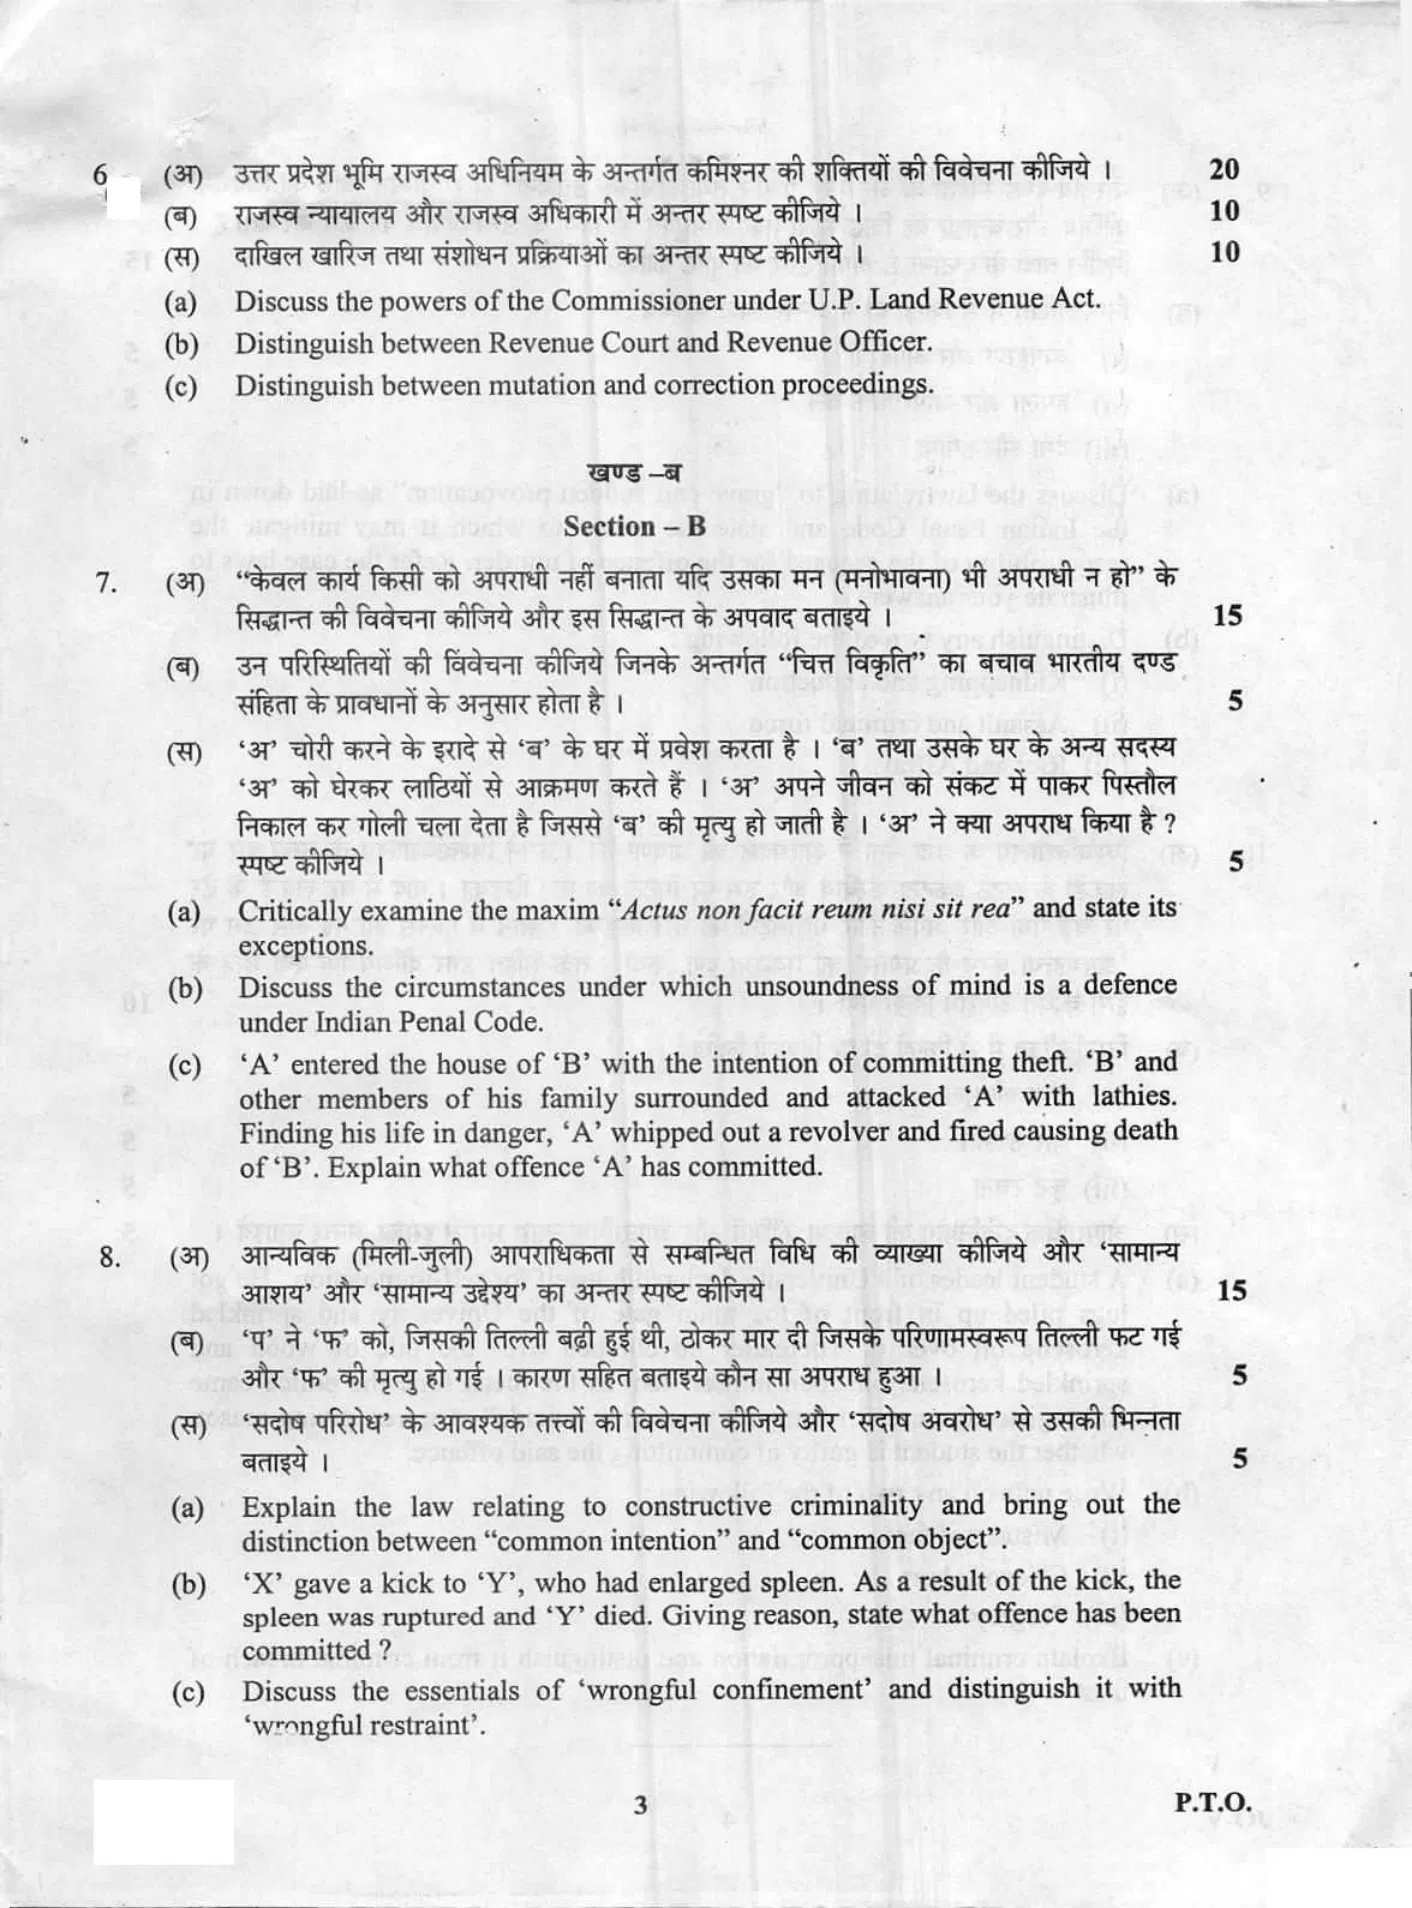 6 (अ) उत्तर प्रदेश भूमि राजस्व अधिनियम के अन्तर्गत कमिश्नर की शक्तियों की विवेचना कीजिये । 20
(ब) राजस्व न्यायालय और राजस्व अधिकारी में अन्तर स्पष्ट कीजिये । 10
(स) दाखिल खारिज तथा संशोधन प्रक्रियाओं का अन्तर स्पष्ट कीजिये । 10
(a) Discuss the powers of the Commissioner under U.P. Land Revenue Act.
(b) Distinguish between Revenue Court and Revenue Officer.
(c) Distinguish between mutation and correction proceedings.
खण्ड –ब
Section – B
7. (अ) “केवल कार्य किसी को अपराधी नहीं बनाता यदि उसका मन (मनोभावना) भी अपराधी न हो” के
सिद्धान्त की विवेचना कीजिये और इस सिद्धान्त के अपवाद बताइये । 15
(ब) उन परिस्थितियों की विंवेचना कीजिये जिनके अन्तर्गत “चित्त विकृति” का बचाव भारतीय दण्ड
संहिता के प्रावधानों के अनुसार होता है । 5
(स) ‘अ’ चोरी करने के इरादे से ‘ब’ के घर में प्रवेश करता है । ‘ब’ तथा उसके घर के अन्य सदस्य
‘अ’ को घेरकर लाठियों से आक्रमण करते हैं । ‘अ’ अपने जीवन को संकट में पाकर पिस्तौल
निकाल कर गोली चला देता है जिससे ‘ब’ की मृत्यु हो जाती है । ‘अ’ ने क्या अपराध किया है ?
स्पष्ट कीजिये । 5
(a) Critically examine the maxim “Actus non facit reum nisi sit rea” and state its
exceptions.
(b) Discuss the circumstances under which unsoundness of mind is a defence
under Indian Penal Code.
(c) ‘A’ entered the house of ‘B’ with the intention of committing theft. ‘B’ and
other members of his family surrounded and attacked ‘A’ with lathies.
Finding his life in danger, ‘A’ whipped out a revolver and fired causing death
of ‘B’. Explain what offence ‘A’ has committed.
8. (अ) आन्यविक (मिली-जुली) आपराधिकता से सम्बन्धित विधि की व्याख्या कीजिये और ‘सामान्य
आशय’ और ‘सामान्य उद्देश्य’ का अन्तर स्पष्ट कीजिये । 15
(ब) ‘प’ ने ‘फ’ को, जिसकी तिल्ली बढ़ी हुई थी, ठोकर मार दी जिसके परिणामस्वरूप तिल्ली फट गई
और ‘फ’ की मृत्यु हो गई । कारण सहित बताइये कौन सा अपराध हुआ । 5
(स) ‘सदोष परिरोध’ के आवश्यक तत्त्वों की विवेचना कीजिये और ‘सदोष अवरोध’ से उसकी भिन्नता
बताइये । 5
(a) Explain the law relating to constructive criminality and bring out the
distinction between “common intention” and “common object”.
(b) ‘X’ gave a kick to ‘Y’, who had enlarged spleen. As a result of the kick, the
spleen was ruptured and ‘Y’ died. Giving reason, state what offence has been
committed ?
(c) Discuss the essentials of ‘wrongful confinement’ and distinguish it with
‘wrongful restraint’.
3 P.T.O.